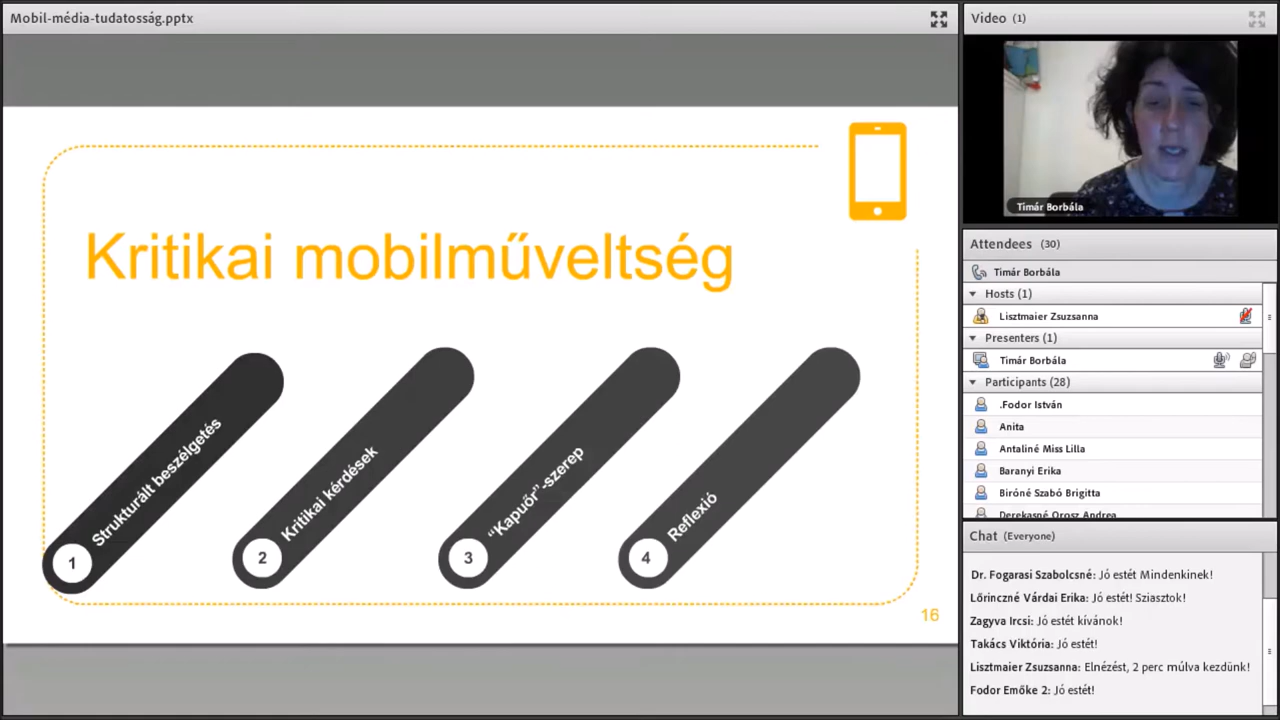 Mobil-média-tudatosság.pptx
Kritikai mobilműveltség
1 Strukturált beszélgetés
2 Kritikai kérdések
3 “Kapuőr”-szerep
4 Reflexió
16
Video (1)
Timár Borbála
Attendees (30)
Timár Borbála
Hosts (1)
Lisztmaier Zsuzsanna
Presenters (1)
Timár Borbála
Participants (28)
.Fodor István
Anita
Antaliné Miss Lilla
Baranyi Erika
Biróné Szabó Brigitta
Derekasné Orosz Andrea
Chat (Everyone)
Dr. Fogarasi Szabolcsné: Jó estét Mindenkinek!
Lőrinczné Várdai Erika: Jó estét! Sziasztok!
Zagyva Ircsi: Jó estét kívánok!
Takács Viktória: Jó estét!
Lisztmaier Zsuzsanna: Elnézést, 2 perc múlva kezdünk!
Fodor Emőke 2: Jó estét!